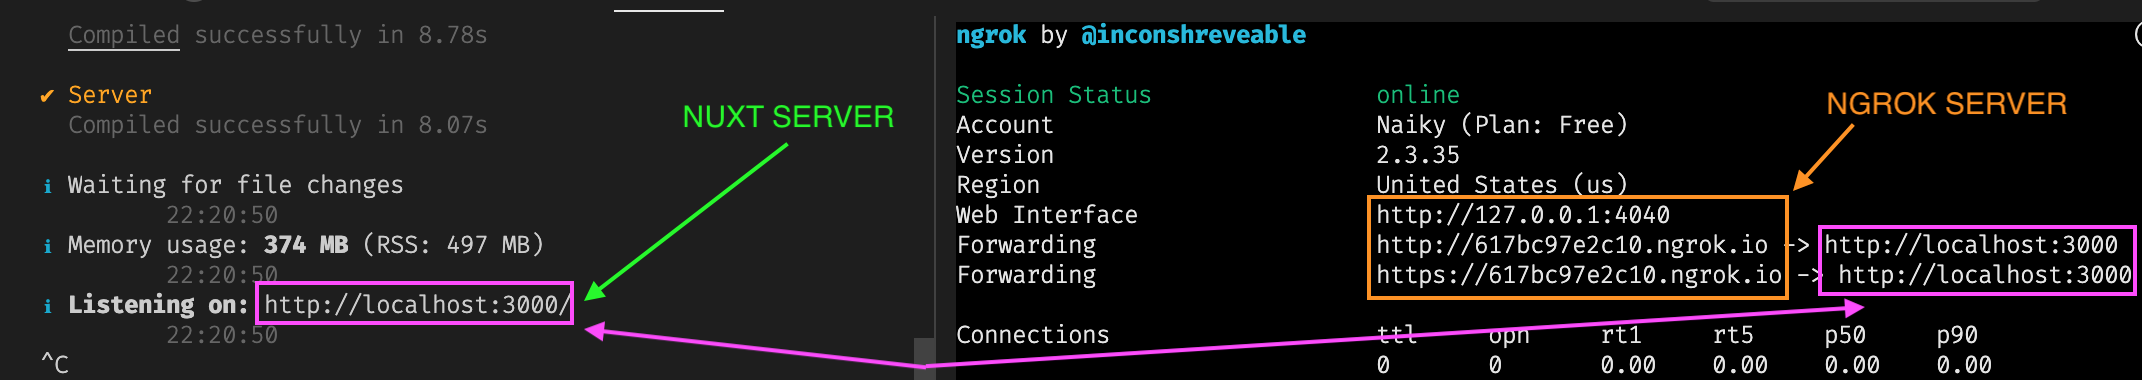 Compiled successfully in 8.78s
✔ Server
Compiled successfully in 8.07s
NUXT SERVER
ℹ Waiting for file changes
22:20:50
ℹ Memory usage: 374 MB (RSS: 497 MB)
22:20:50
ℹ Listening on: http://localhost:3000/
22:20:50
^C
ngrok by @inconshreveable
Session Status online
NGROK SERVER
Account Naiky (Plan: Free)
Version 2.3.35
Region United States (us)
Web Interface http://127.0.0.1:4040
Forwarding http://617bc97e2c10.ngrok.io -> http://localhost:3000
Forwarding https://617bc97e2c10.ngrok.io -> http://localhost:3000
Connections ttl opn rt1 rt5 p50 p90
0 0 0.00 0.00 0.00 0.00